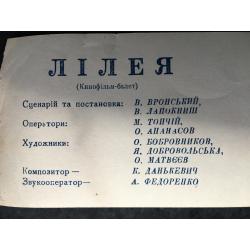 ЛІЛЕЯ
(Кінофільм-балет)
Сценарій та постановка: В. ВРОНСЬКИЙ,
В. ЛАПОКНИШ
Оператори: М. ТОПЧІЙ,
О. АНАНАСОВ
Художники: О. БОБРОВНИКОВ,
Я. ДОБРОВОЛЬСЬКА,
О. МАТВЄЄВ
Композитор— К. ДАНЬКЕВИЧ
Звукооператор— А. ФЕДОРЕНКО